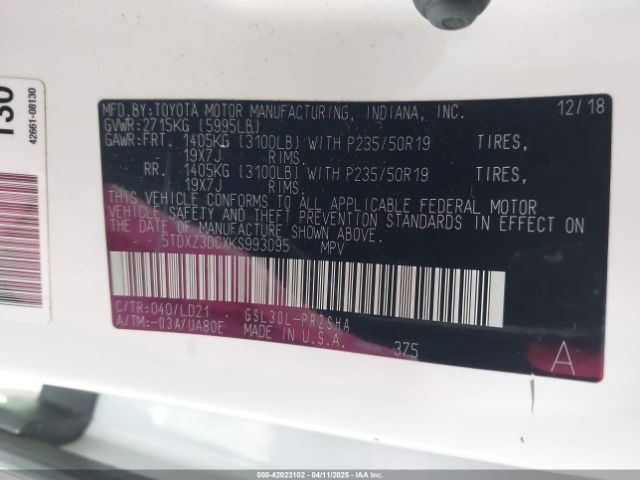 130
42661-08130
MFD.BY:TOYOTA MOTOR MANUFACTURING, INDIANA, INC. 12/18
GVWR:2715KG (5995LB)
GAWR:FRT. 1405KG (3100LB) WITH P235/50R19 TIRES,
19X7J RIMS.
RR. 1405KG (3100LB) WITH P235/50R19 TIRES,
19X7J RIMS.
THIS VEHICLE CONFORMS TO ALL APPLICABLE FEDERAL MOTOR
VEHICLE SAFETY AND THEFT PREVENTION STANDARDS IN EFFECT ON
THE DATE OF MANUFACTURE SHOWN ABOVE.
5TDXZ3DCXKS993095 MPV
C/TR:040/LD21 GSL30L-PRZSHA
A/TM:-03A/UA80E MADE IN U.S.A.
375
A
000-42023102 - 04/11/2025 - IAAI.COM